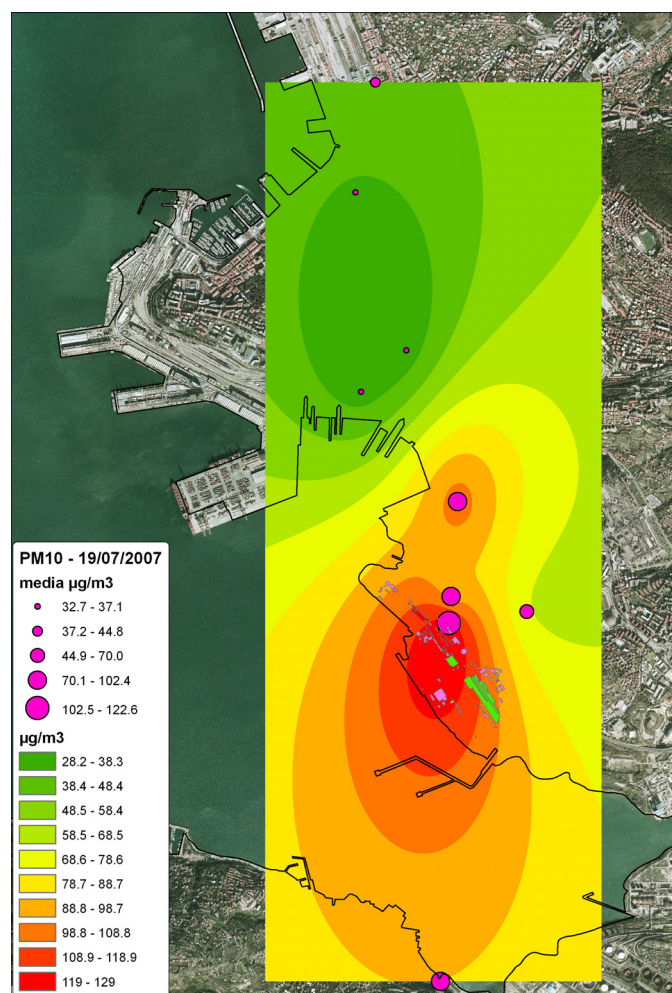 PM10 - 19/07/2007
media µg/m3
32.7 - 37.1
37.2 - 44.8
44.9 - 70.0
70.1 - 102.4
102.5 - 122.6
µg/m3
28.2 - 38.3
38.4 - 48.4
48.5 - 58.4
58.5 - 68.5
68.6 - 78.6
78.7 - 88.7
88.8 - 98.7
98.8 - 108.8
108.9 - 118.9
119 - 129